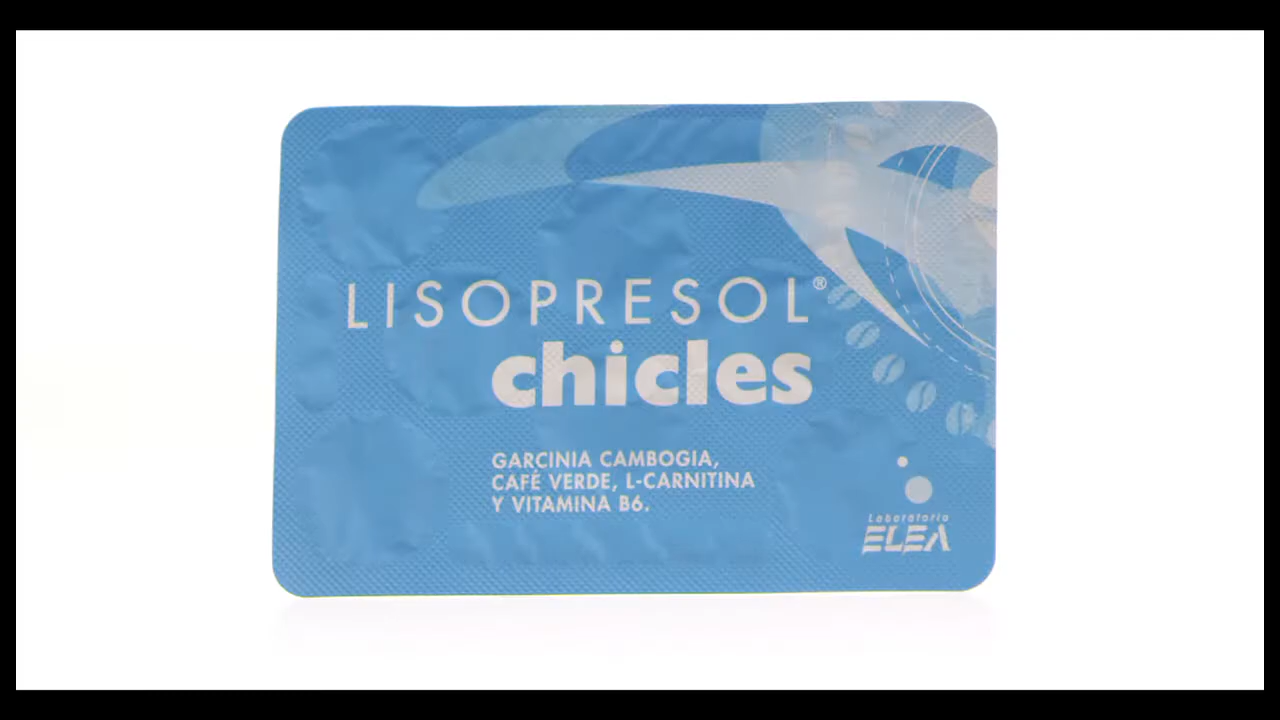 LISOPRESOL®
chicles
GARCINIA CAMBOGIA,
CAFÉ VERDE, L-CARNITINA
Y VITAMINA B6.
Laboratorio
ELEA